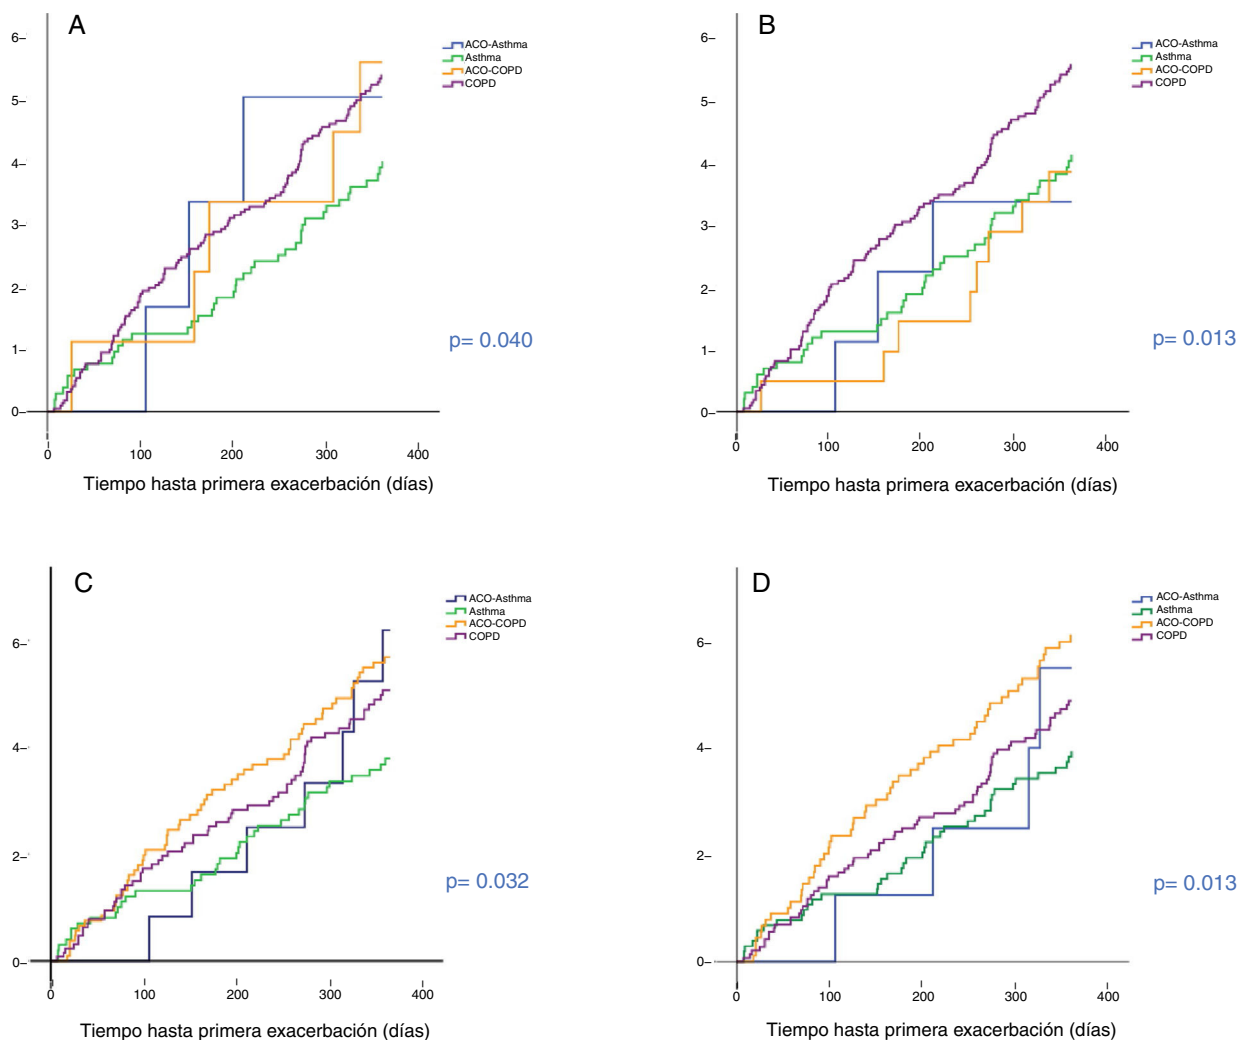 A
6
5
4
3
2
1
0
0 100 200 300 400
ACO-Asthma
Asthma
ACO-COPD
COPD
p= 0.040
Tiempo hasta primera exacerbación (días)
B
6
5
4
3
2
1
0
0 100 200 300 400
ACO-Asthma
Asthma
ACO-COPD
COPD
p= 0.013
Tiempo hasta primera exacerbación (días)
C
6
4
2
0
0 100 200 300 400
ACO-Asthma
Asthma
ACO-COPD
COPD
p= 0.032
Tiempo hasta primera exacerbación (días)
D
6
4
2
0
0 100 200 300 400
ACO-Asthma
Asthma
ACO-COPD
COPD
p= 0.013
Tiempo hasta primera exacerbación (días)